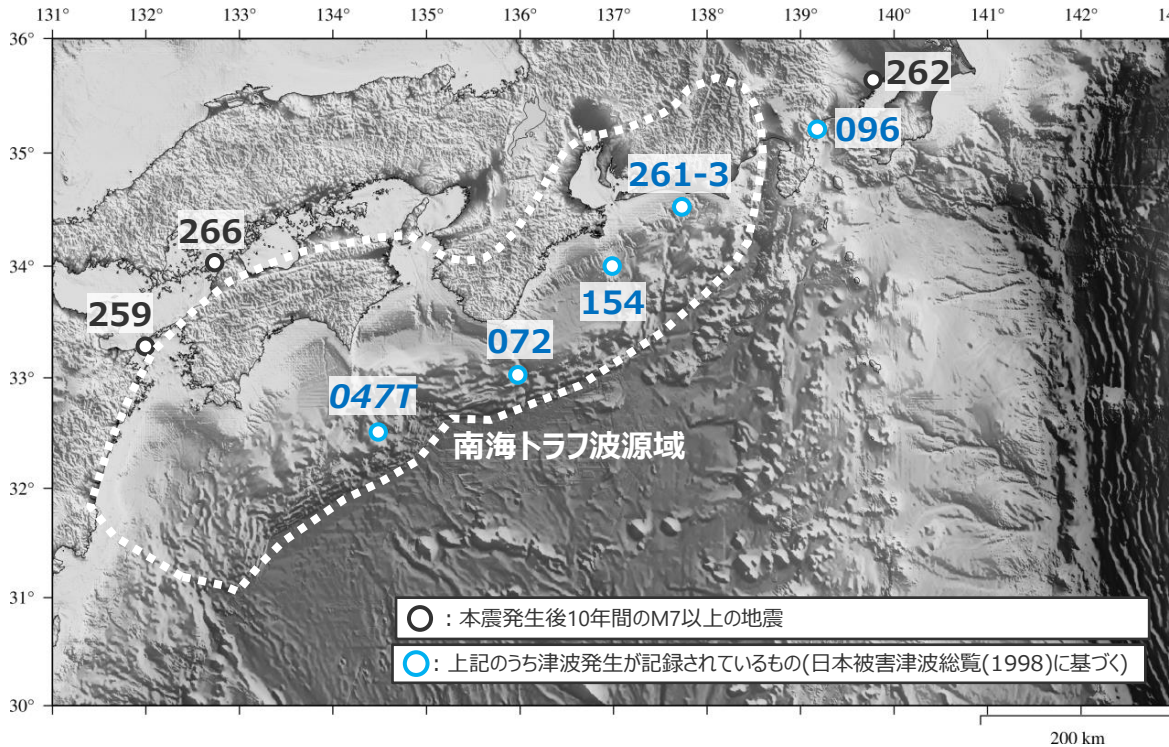 131° 132° 133° 134° 135° 136° 137° 138° 139° 140° 141° 142° 14
36°
262
096
35°
261-3
266
34°
154
259
072
33°
047T
南海トラフ波源域
32°
31°
：本震発生後10年間のM7以上の地震
：上記のうち津波発生が記録されているもの(日本被害津波総覧(1998)に基づく)
30°
200 km